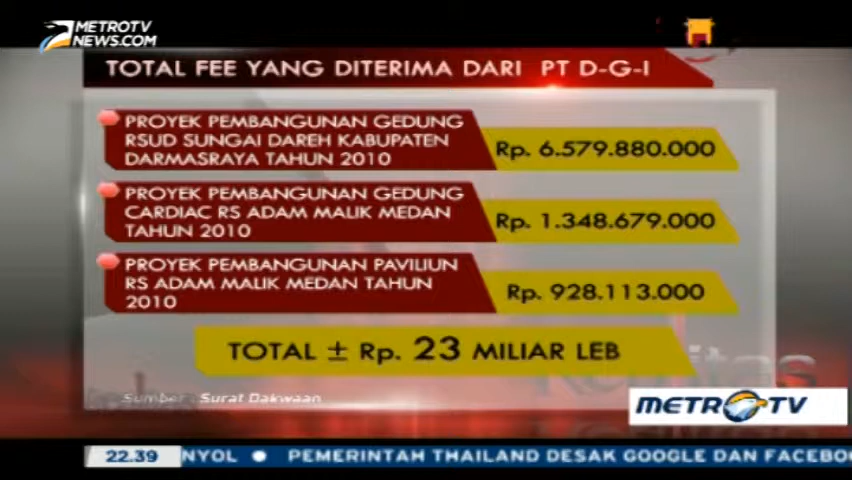 METROTV
NEWS.COM
TOTAL FEE YANG DITERIMA DARI PT D-G-I
PROYEK PEMBANGUNAN GEDUNG
RSUD SUNGAI DAREH KABUPATEN
DARMASRAYA TAHUN 2010
Rp. 6.579.880.000
PROYEK PEMBANGUNAN GEDUNG
CARDIAC RS ADAM MALIK MEDAN
TAHUN 2010
Rp. 1.348.679.000
PROYEK PEMBANGUNAN PAVILIUN
RS ADAM MALIK MEDAN TAHUN
2010
Rp. 928.113.000
TOTAL ± Rp. 23 MILIAR LEB
Sumber : Surat Dakwaan
METRO TV
22.39 NYOL ● PEMERINTAH THAILAND DESAK GOOGLE DAN FACEBO